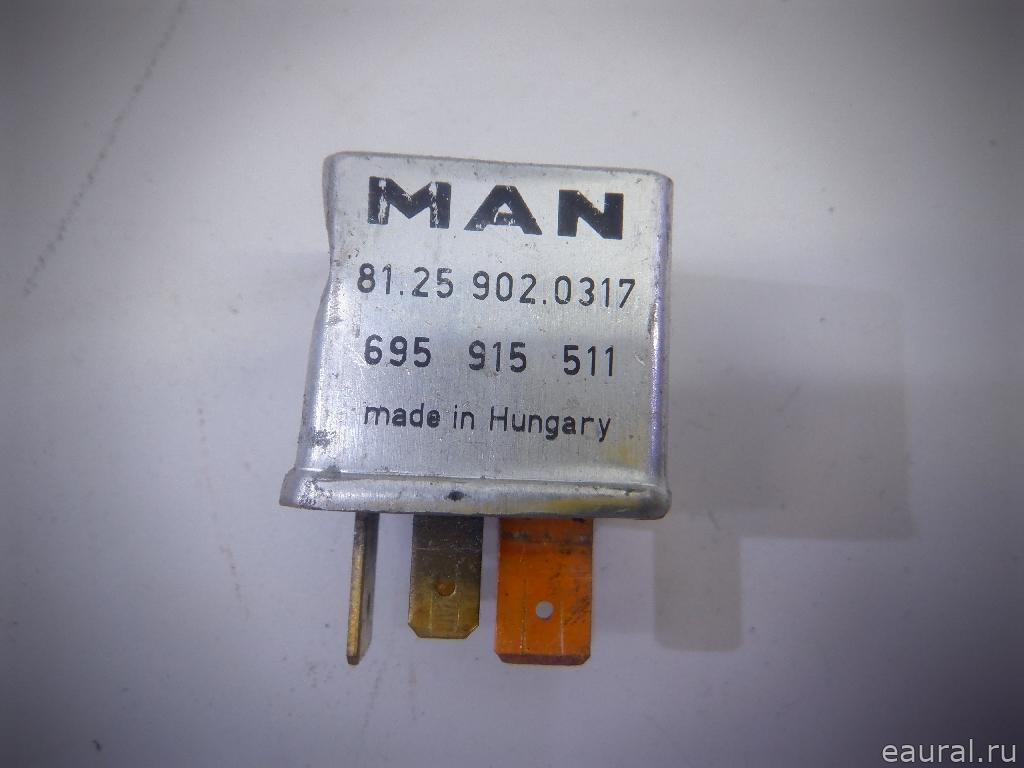 MAN
81.25 902.0317
695 915 511
made in Hungary
eaural.ru